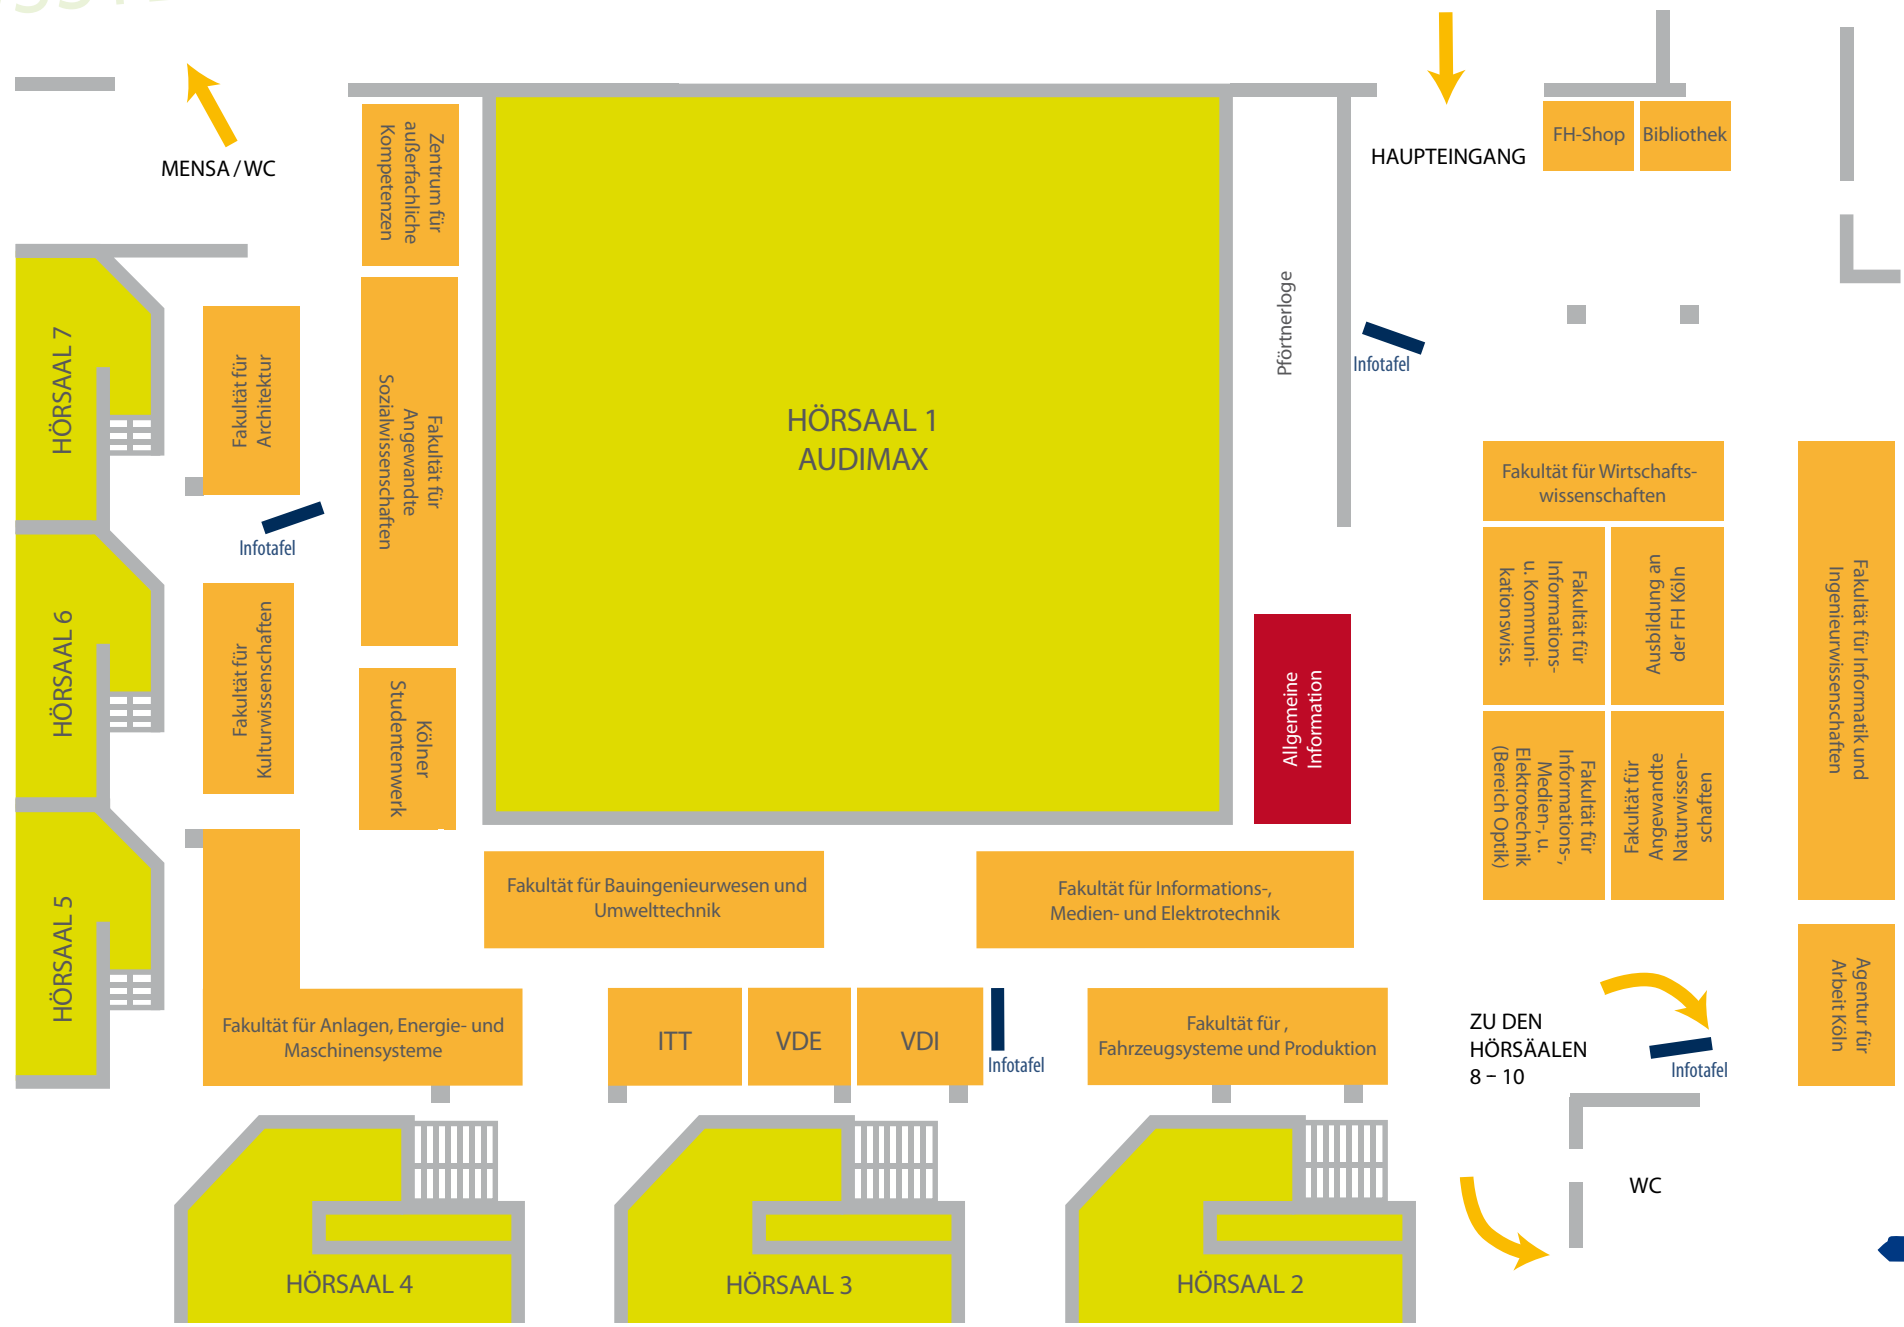 MENSA / WC
HAUPTEINGANG
FH-Shop
Bibliothek
Zentrum für
außerfachliche
Kompetenzen
HÖRSAAL 7
Fakultät für
Architektur
Infotafel
Fakultät für
Angewandte
Sozialwissenschaften
HÖRSAAL 1
AUDIMAX
Pförtnerloge
Infotafel
Fakultät für Wirtschafts-
wissenschaften
Fakultät für
Informations-
u. Kommuni-
kationswiss.
Ausbildung an
der FH Köln
Fakultät für Informatik und
Ingenieurwissenschaften
HÖRSAAL 6
Fakultät für
Kulturwissenschaften
Kölner
Studentenwerk
Allgemeine
Information
Fakultät für
Informations-,
Medien-, u.
Elektrotechnik
(Bereich Optik)
Fakultät für
Angewandte
Naturwissen-
schaften
HÖRSAAL 5
Fakultät für Bauingenieurwesen und
Umwelttechnik
Fakultät für Informations-,
Medien- und Elektrotechnik
Fakultät für Anlagen, Energie- und
Maschinensysteme
ITT
VDE
VDI
Infotafel
Fakultät für ,
Fahrzeugsysteme und Produktion
ZU DEN
HÖRSÄALEN
8 – 10
Infotafel
Agentur für
Arbeit Köln
WC
HÖRSAAL 4
HÖRSAAL 3
HÖRSAAL 2